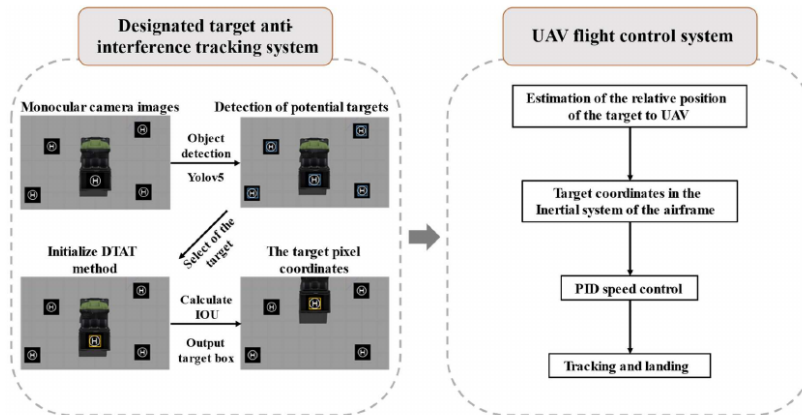 Designated target anti-
interference tracking system
UAV flight control system
Monocular camera images
Detection of potential targets
Object
detection
Yolov5
Select of the
target
Initialize DTAT
method
The target pixel
coordinates
Calculate
IOU
Output
target box
Estimation of the relative position
of the target to UAV
Target coordinates in the
Inertial system of the airframe
PID speed control
Tracking and landing